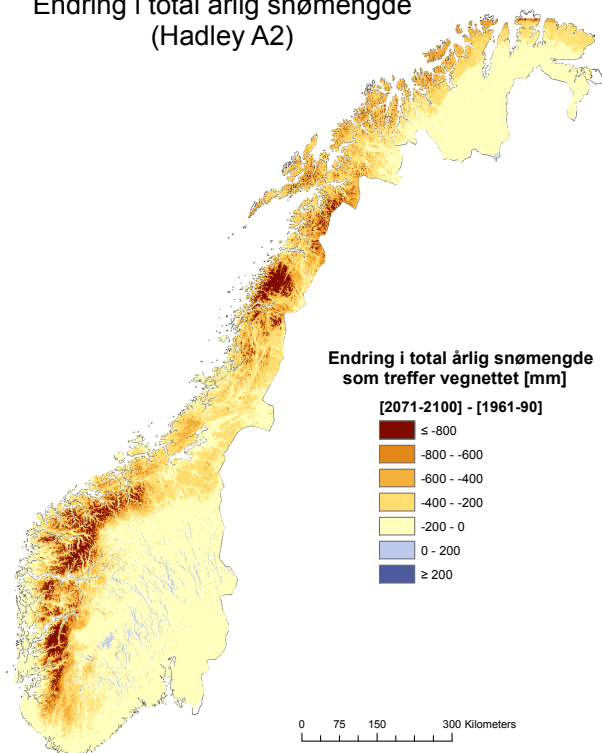 Endring i total årlig snømengde
(Hadley A2)
Endring i total årlig snømengde
som treffer vegnettet [mm]
[2071-2100] - [1961-90]
≤ -800
-800 - -600
-600 - -400
-400 - -200
-200 - 0
0 - 200
≥ 200
0 75 150 300 Kilometers